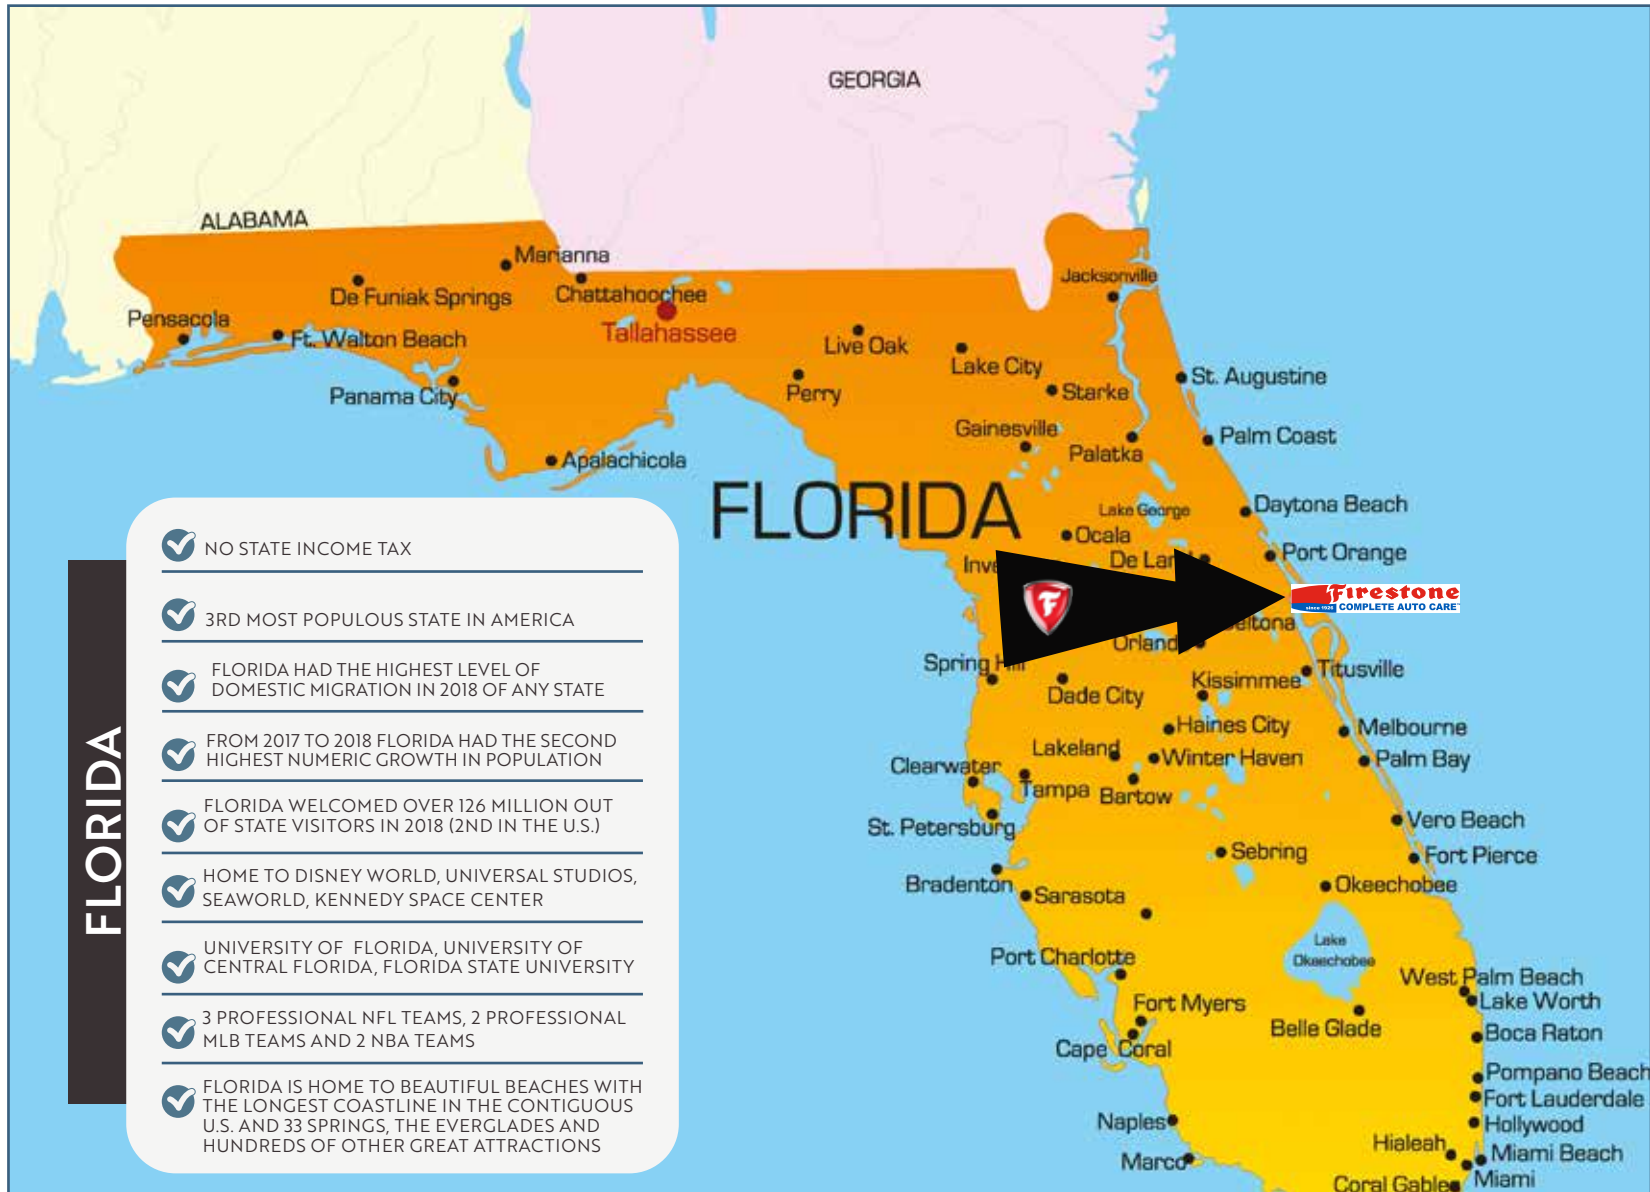 GEORGIA
ALABAMA
Marianna
De Funiak Springs
Chattahoochee
Jacksonville
Pensacola
Ft. Walton Beach
Tallahassee
Live Oak
Lake City
Panama City
Perry
Starke
St. Augustine
Gainesville
Palatka
Palm Coast
Apalachicola
FLORIDA
Lake George
Daytona Beach
Ocala
De Lan
Port Orange
Inve
F
Firestone
since 1926 COMPLETE AUTO CARE
eltona
Orland
Spring Hill
Titusville
Dade City
Kissimmee
Haines City
Melbourne
Lakeland
Winter Haven
Palm Bay
Clearwater
Tampa
Bartow
St. Petersburg
Vero Beach
Sebring
Fort Pierce
Bradenton
Sarasota
Okeechobee
Lake
Okeechobee
Port Charlotte
West Palm Beach
Lake Worth
Fort Myers
Belle Glade
Boca Raton
Cape Coral
Pompano Beach
Fort Lauderdale
Naples
Hollywood
Hialeah
Miami Beach
Marco
Miami
Coral Gable
FLORIDA
NO STATE INCOME TAX
3RD MOST POPULOUS STATE IN AMERICA
FLORIDA HAD THE HIGHEST LEVEL OF
DOMESTIC MIGRATION IN 2018 OF ANY STATE
FROM 2017 TO 2018 FLORIDA HAD THE SECOND
HIGHEST NUMERIC GROWTH IN POPULATION
FLORIDA WELCOMED OVER 126 MILLION OUT
OF STATE VISITORS IN 2018 (2ND IN THE U.S.)
HOME TO DISNEY WORLD, UNIVERSAL STUDIOS,
SEAWORLD, KENNEDY SPACE CENTER
UNIVERSITY OF FLORIDA, UNIVERSITY OF
CENTRAL FLORIDA, FLORIDA STATE UNIVERSITY
3 PROFESSIONAL NFL TEAMS, 2 PROFESSIONAL
MLB TEAMS AND 2 NBA TEAMS
FLORIDA IS HOME TO BEAUTIFUL BEACHES WITH
THE LONGEST COASTLINE IN THE CONTIGUOUS
U.S. AND 33 SPRINGS, THE EVERGLADES AND
HUNDREDS OF OTHER GREAT ATTRACTIONS